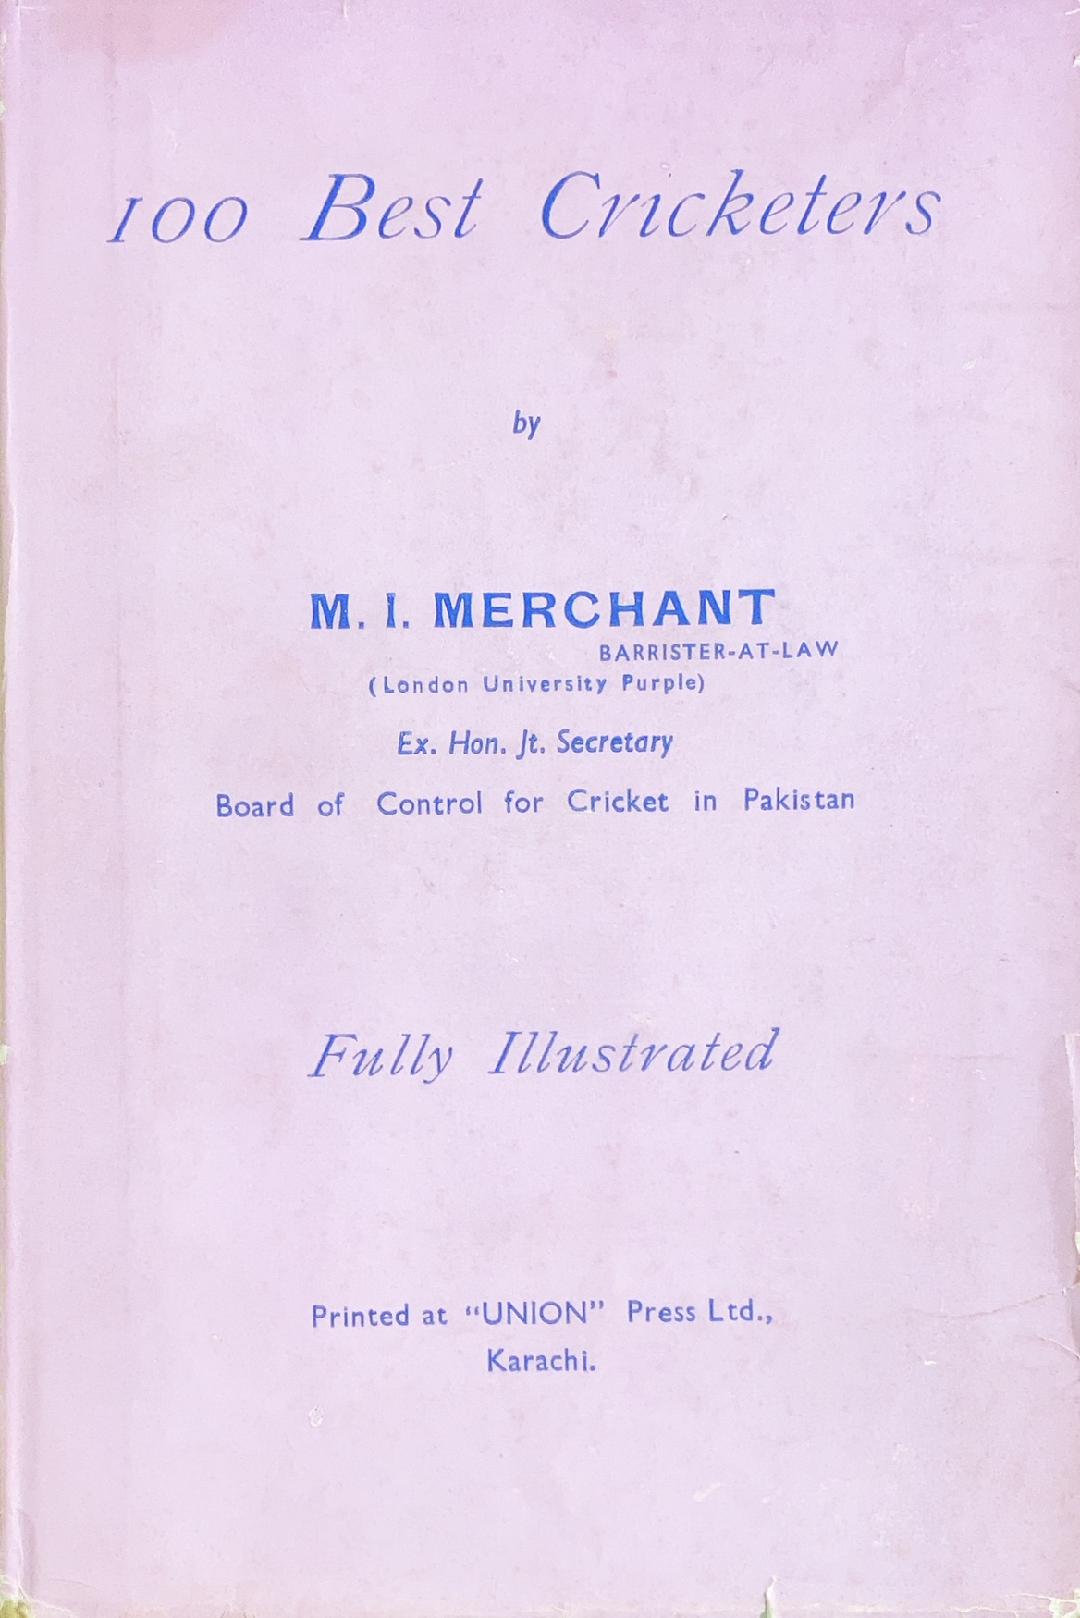 100 Best Cricketers
by
M. I. MERCHANT
BARRISTER-AT-LAW
(London University Purple)
Ex. Hon. Jt. Secretary
Board of Control for Cricket in Pakistan
Fully Illustrated
Printed at “UNION” Press Ltd.,
Karachi.